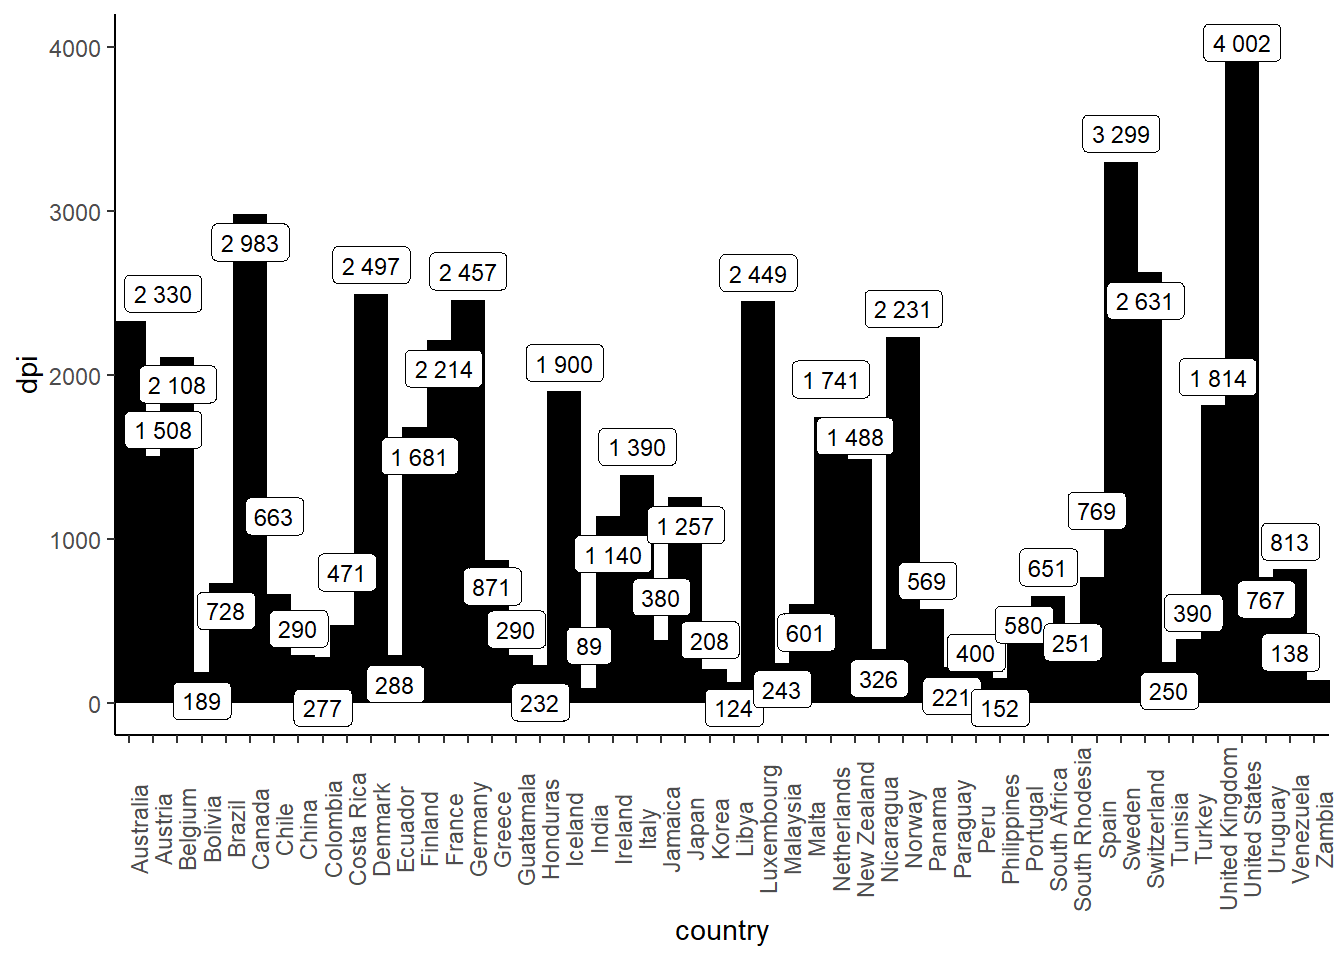 4000
3000
2000
1000
0
dpi
2 330
1 508
2 108
189
728
2 983
663
290
277
471
2 497
288
1 681
2 214
2 457
871
290
232
1 900
89
1 140
1 390
380
1 257
208
124
2 449
243
601
1 741
1 488
326
2 231
569
221
400
152
580
651
251
769
3 299
2 631
250
390
1 814
4 002
767
813
138
Australia
Austria
Belgium
Bolivia
Brazil
Canada
Chile
China
Colombia
Costa Rica
Denmark
Ecuador
Finland
France
Germany
Greece
Guatamala
Honduras
Iceland
India
Ireland
Italy
Jamaica
Japan
Korea
Libya
Luxembourg
Malaysia
Malta
Netherlands
New Zealand
Nicaragua
Norway
Panama
Paraguay
Peru
Philippines
Portugal
South Africa
South Rhodesia
Spain
Sweden
Switzerland
Tunisia
Turkey
United Kingdom
United States
Uruguay
Venezuela
Zambia
country